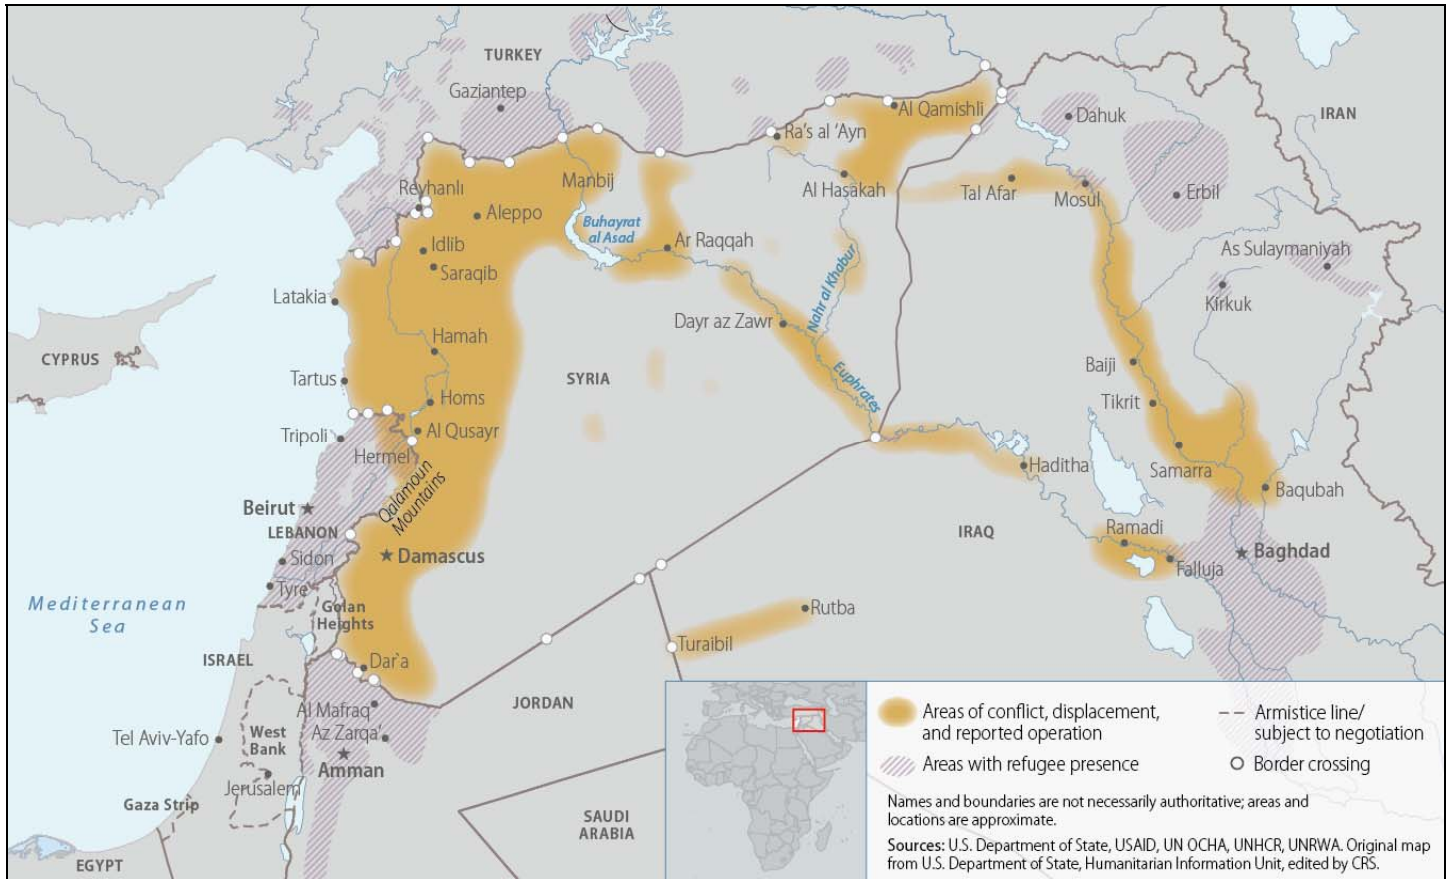 TURKEY
Gaziantep
IRAN
Al Qamishli
Dahuk
Ra's al 'Ayn
Reyhanlı
Manbij
Al Hasakah
Tal Afar
Mosul
Erbil
Aleppo
Buhayrat
al Asad
Ar Raqqah
Idlib
Saraqib
As Sulaymaniyah
Latakia
Nahr al Khabur
Kirkuk
Dayr az Zawr
Hamah
CYPRUS
Baiji
Tartus
SYRIA
Euphrates
Homs
Tikrit
Tripoli
Al Qusayr
Hermel
Haditha
Samarra
Qalamoun
Mountains
Baqubah
Beirut
LEBANON
Ramadi
IRAQ
Damascus
Baghdad
Sidon
Falluja
Tyre
Mediterranean
Sea
Golan
Heights
Rutba
Turaibil
ISRAEL
Dar`a
JORDAN
Al Mafraq
Az Zarqa'
Tel Aviv-Yafo
West
Bank
Amman
Jerusalem
Gaza Strip
SAUDI
ARABIA
EGYPT
Areas of conflict, displacement,
and reported operation
Areas with refugee presence
Armistice line/
subject to negotiation
Border crossing
Names and boundaries are not necessarily authoritative; areas and
locations are approximate.
Sources: U.S. Department of State, USAID, UN OCHA, UNHCR, UNRWA. Original map
from U.S. Department of State, Humanitarian Information Unit, edited by CRS.